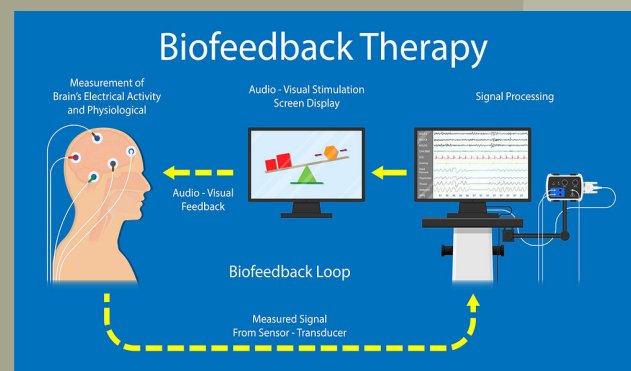 Biofeedback Therapy
Measurement of
Brain's Electrical Activity
and Physiological
Audio - Visual Stimulation
Screen Display
Signal Processing
Audio - Visual
Feedback
Biofeedback Loop
Measured Signal
From Sensor - Transducer